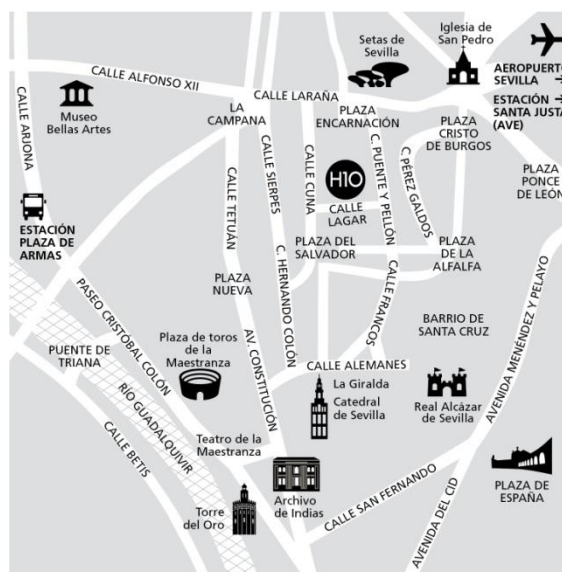 Iglesia de
San Pedro
Setas de
Sevilla
AEROPUERTO
SEVILLA →
ESTACIÓN →
SANTA JUSTA
(AVE)
CALLE ALFONSO XII
CALLE LARAÑA
Museo
Bellas Artes
LA
CAMPANA
PLAZA
ENCARNACIÓN
PLAZA
CRISTO
DE BURGOS
CALLE ARJONA
PLAZA
PONCE
DE LEÓN
CALLE TETUÁN
CALLE SIERPES
CALLE CUNA
H10
C. PUENTE Y PELLÓN
C. PÉREZ GALDOS
CALLE
LAGAR
ESTACIÓN
PLAZA DE
ARMAS
PLAZA DEL
SALVADOR
PLAZA
DE LA
ALFALFA
PLAZA
NUEVA
C. HERNANDO COLÓN
CALLE FRANCOS
PASEO CRISTÓBAL COLÓN
AVENIDA MENÉNDEZ Y PELAYO
BARRIO DE
SANTA CRUZ
PUENTE DE
TRIANA
Plaza de toros
de la
Maestranza
AV. CONSTITUCIÓN
CALLE ALEMANES
La Giralda
Catedral
de Sevilla
Real Alcázar
de Sevilla
RÍO GUADALQUIVIR
CALLE BETIS
Teatro de la
Maestranza
Archivo
de Indias
CALLE SAN FERNANDO
AVENIDA DEL CID
PLAZA DE
ESPAÑA
Torre
del Oro